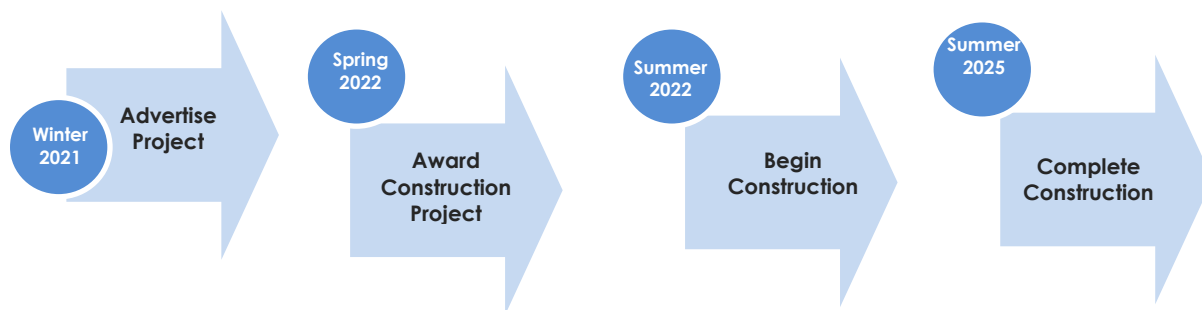 Winter
2021
Advertise
Project
Spring
2022
Award
Construction
Project
Summer
2022
Begin
Construction
Summer
2025
Complete
Construction